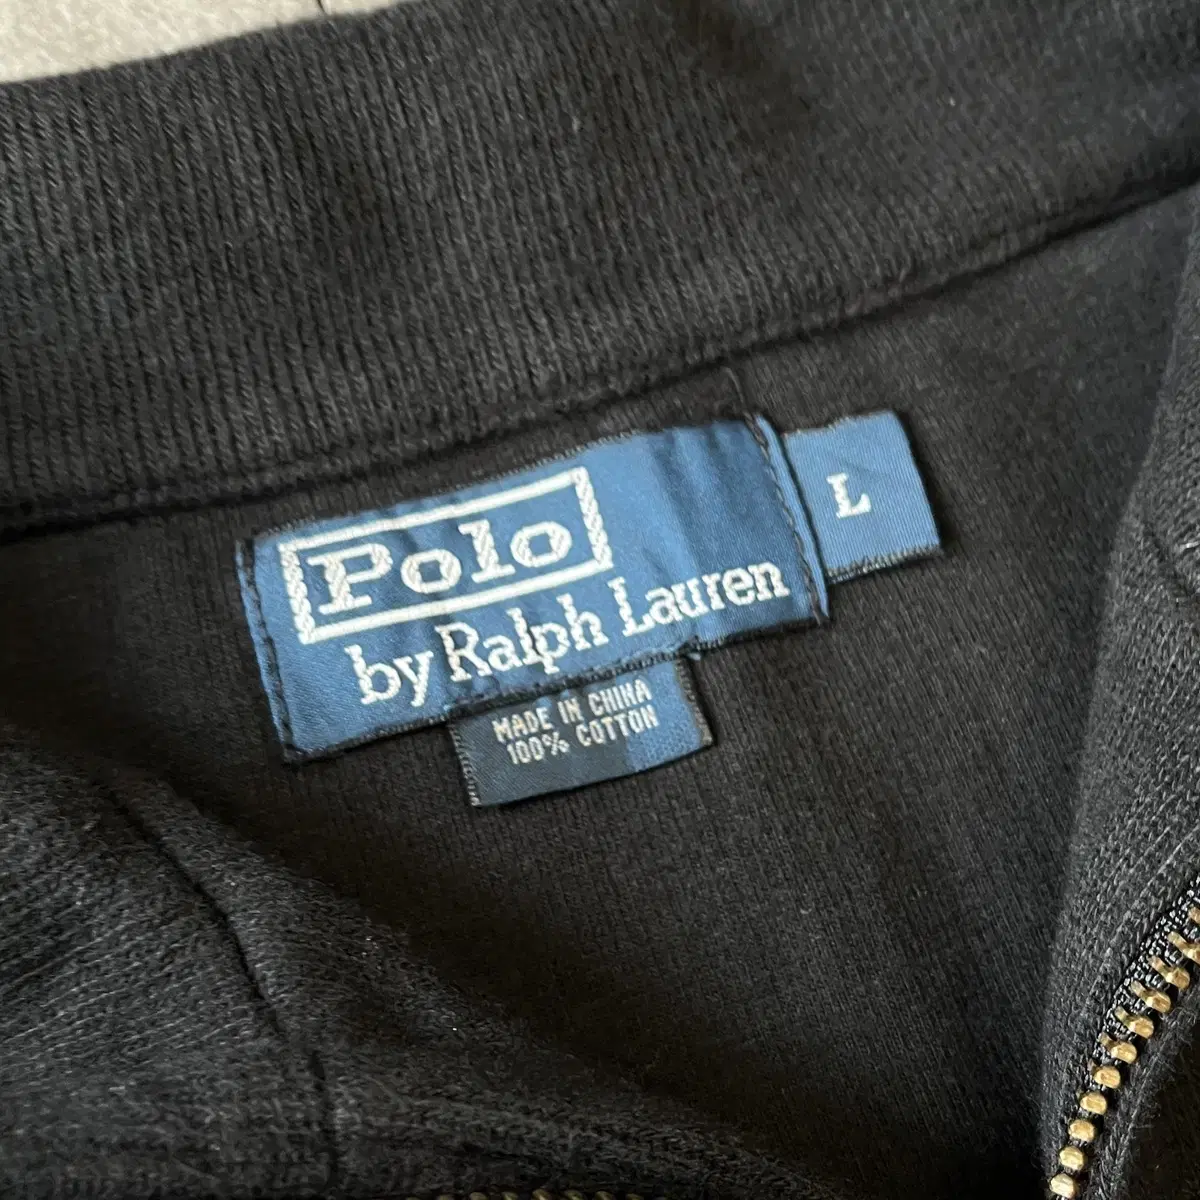 Polo
by Ralph Lauren
L
MADE IN CHINA
100% COTTON